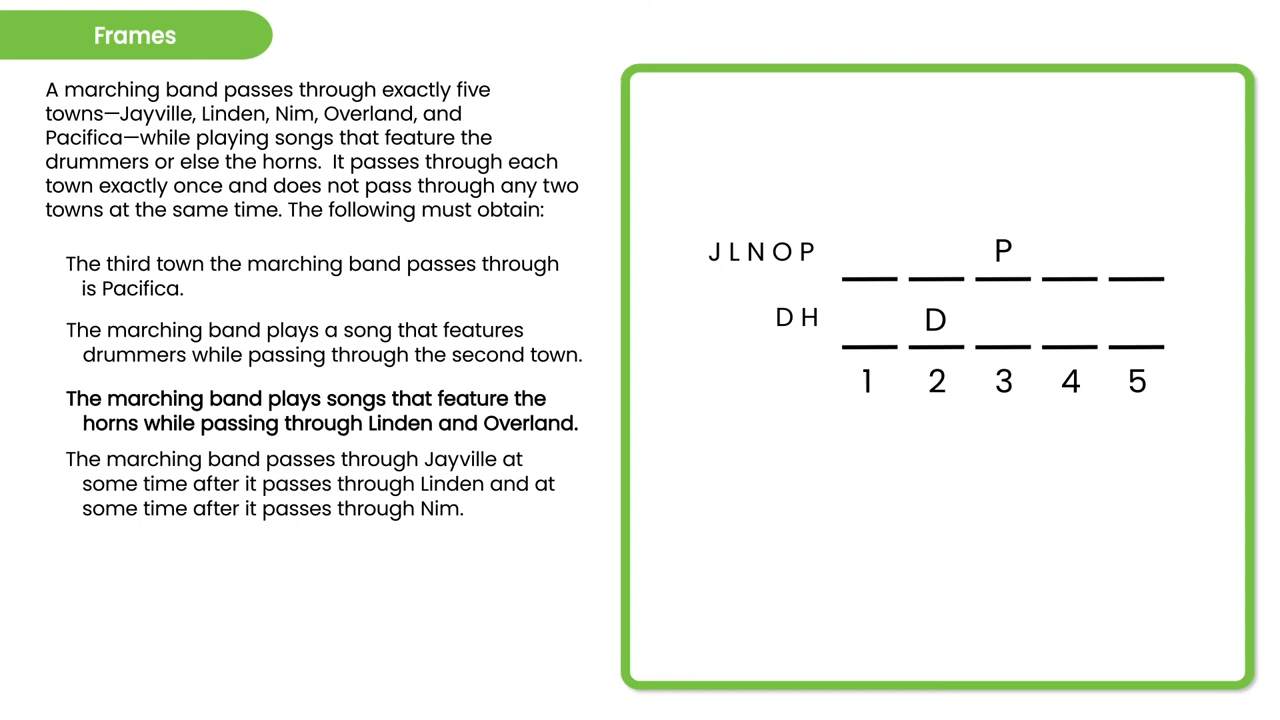 Frames
A marching band passes through exactly five
towns—Jayville, Linden, Nim, Overland, and
Pacifica—while playing songs that feature the
drummers or else the horns.  It passes through each
town exactly once and does not pass through any two
towns at the same time. The following must obtain:
The third town the marching band passes through
is Pacifica.
The marching band plays a song that features
drummers while passing through the second town.
The marching band plays songs that feature the
horns while passing through Linden and Overland.
The marching band passes through Jayville at
some time after it passes through Linden and at
some time after it passes through Nim.
J L N O P P
D H D
1 2 3 4 5